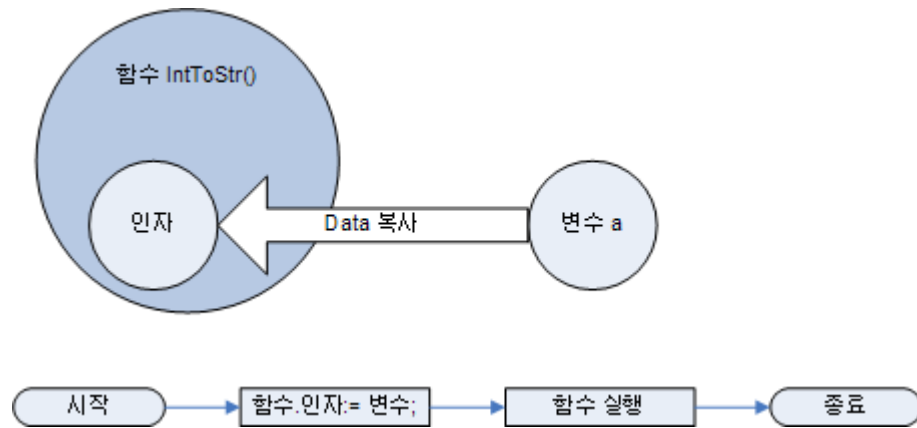 함수 IntToStr()
인자
Data 복사
변수 a
시작
함수.인자:= 변수;
함수 실행
종료